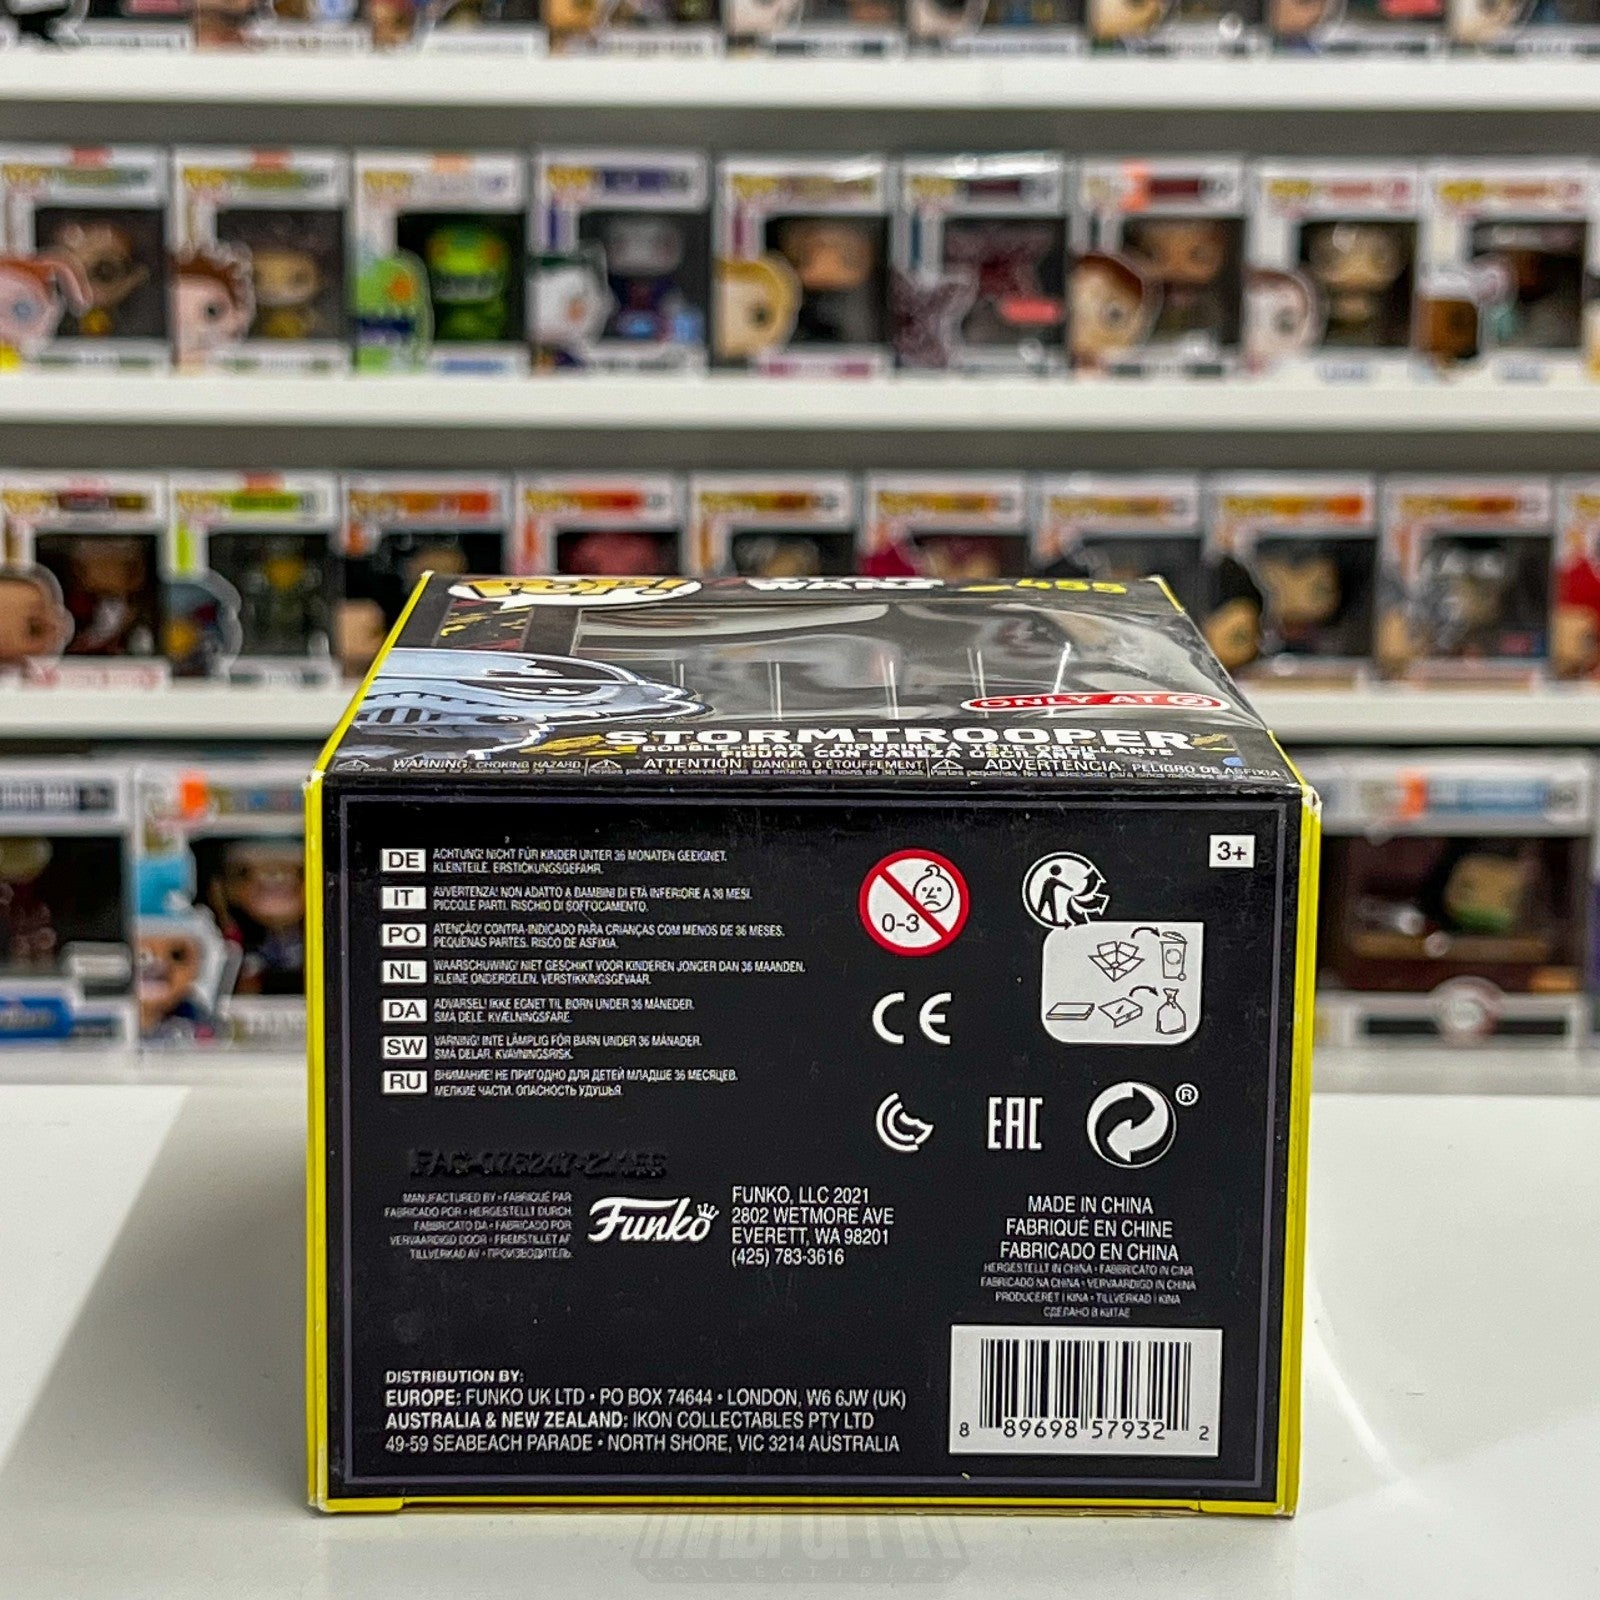 POP!
WARS
455
ONLY AT
STORMTROOPER
BOBBLE-HEAD / FIGURINE À TÊTE OSCILLANTE
FIGURA CON CABEZA OSCILANTE
WARNING: CHOKING HAZARD.
ATTENTION: DANGER D'ÉTOUFFEMENT.
ADVERTENCIA: PELIGRO DE ASFIXIA
DE ACHTUNG! NICHT FÜR KINDER UNTER 36 MONATEN GEEIGNET.
KLEINTEILE. ERSTICKUNGSGEFAHR.
IT AVVERTENZA! NON ADATTO A BAMBINI DI ETÀ INFERIORE A 36 MESI.
PICCOLE PARTI. RISCHIO DI SOFFOCAMENTO.
PO ATENÇÃO! CONTRA-INDICADO PARA CRIANÇAS COM MENOS DE 36 MESES.
PEQUENAS PARTES. RISCO DE ASFIXIA.
NL WAARSCHUWING! NIET GESCHIKT VOOR KINDEREN JONGER DAN 36 MAANDEN.
KLEINE ONDERDELEN. VERSTIKKINGSGEVAAR.
DA ADVARSEL! IKKE EGNET TIL BØRN UNDER 36 MÅNEDER.
SMÅ DELE. KVÆLNINGSFARE.
SW VARNING! INTE LÄMPLIG FÖR BARN UNDER 36 MÅNADER.
SMÅ DELAR. KVÄVNINGSRISK.
RU ВНИМАНИЕ! НЕ ПРИГОДНО ДЛЯ ДЕТЕЙ МЛАДШЕ 36 МЕСЯЦЕВ.
МЕЛКИЕ ЧАСТИ. ОПАСНОСТЬ УДУШЬЯ.
0-3
3+
CE
EAC
®
MANUFACTURED BY • FABRIQUÉ PAR
FABRICADO POR • HERGESTELLT DURCH
FABBRICATO DA • FABRICADO POR
VERVAARDIGD DOOR • FREMSTILLET AF
TILLVERKAD AV • ПРОИЗВОДИТЕЛЬ:
Funko
FUNKO, LLC 2021
2802 WETMORE AVE
EVERETT, WA 98201
(425) 783-3616
MADE IN CHINA
FABRIQUÉ EN CHINE
FABRICADO EN CHINA
HERGESTELLT IN CHINA • FABBRICATO IN CINA
FABRICADO NA CHINA • VERVAARDIGD IN CHINA
PRODUCERET I KINA • TILLVERKAD I KINA
СДЕЛАНО В КИТАЕ
DISTRIBUTION BY:
EUROPE: FUNKO UK LTD • PO BOX 74644 • LONDON, W6 6JW (UK)
AUSTRALIA & NEW ZEALAND: IKON COLLECTABLES PTY LTD
49-59 SEABEACH PARADE • NORTH SHORE, VIC 3214 AUSTRALIA
8 89698 57932 2
COLLECTIBLES